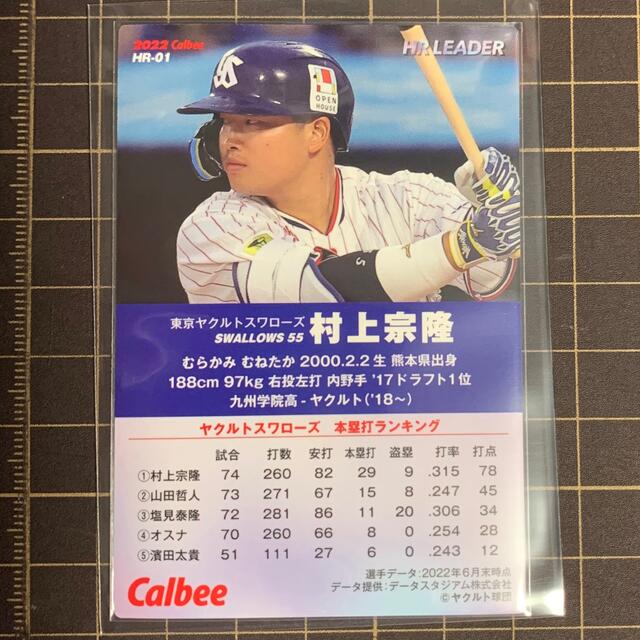 2022 Calbee
HR-01
HR LEADER
YS
OPEN
HOUSE
東京ヤクルトスワローズ
SWALLOWS 55
村上宗隆
むらかみ むねたか 2000.2.2生 熊本県出身
188cm 97kg 右投左打 内野手 '17ドラフト1位
九州学院高 - ヤクルト('18〜)
ヤクルトスワローズ 本塁打ランキング
試合 打数 安打 本塁打 盗塁 打率 打点
①村上宗隆 74 260 82 29 9 .315 78
②山田哲人 73 271 67 15 8 .247 45
③塩見泰隆 72 281 86 11 20 .306 34
④オスナ 70 260 66 8 0 .254 28
⑤濱田太貴 51 111 27 6 0 .243 12
Calbee
選手データ:2022年6月末時点
データ提供:データスタジアム株式会社
©ヤクルト球団